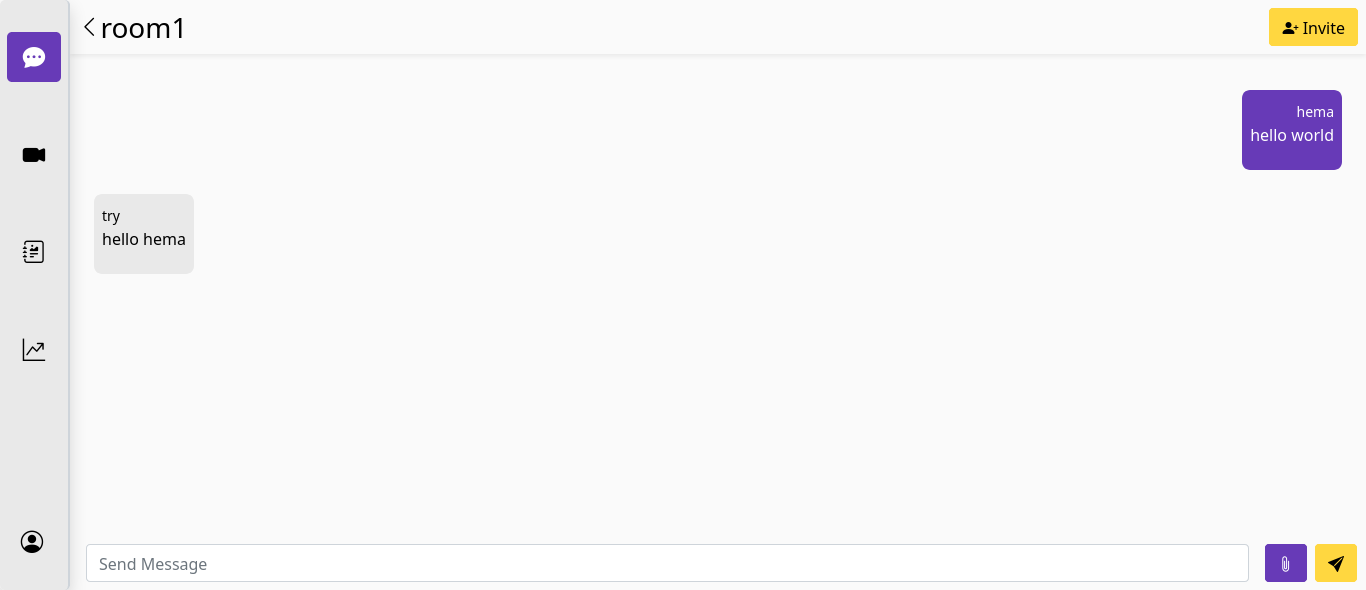 room1
Invite
hema
hello world
try
hello hema
Send Message